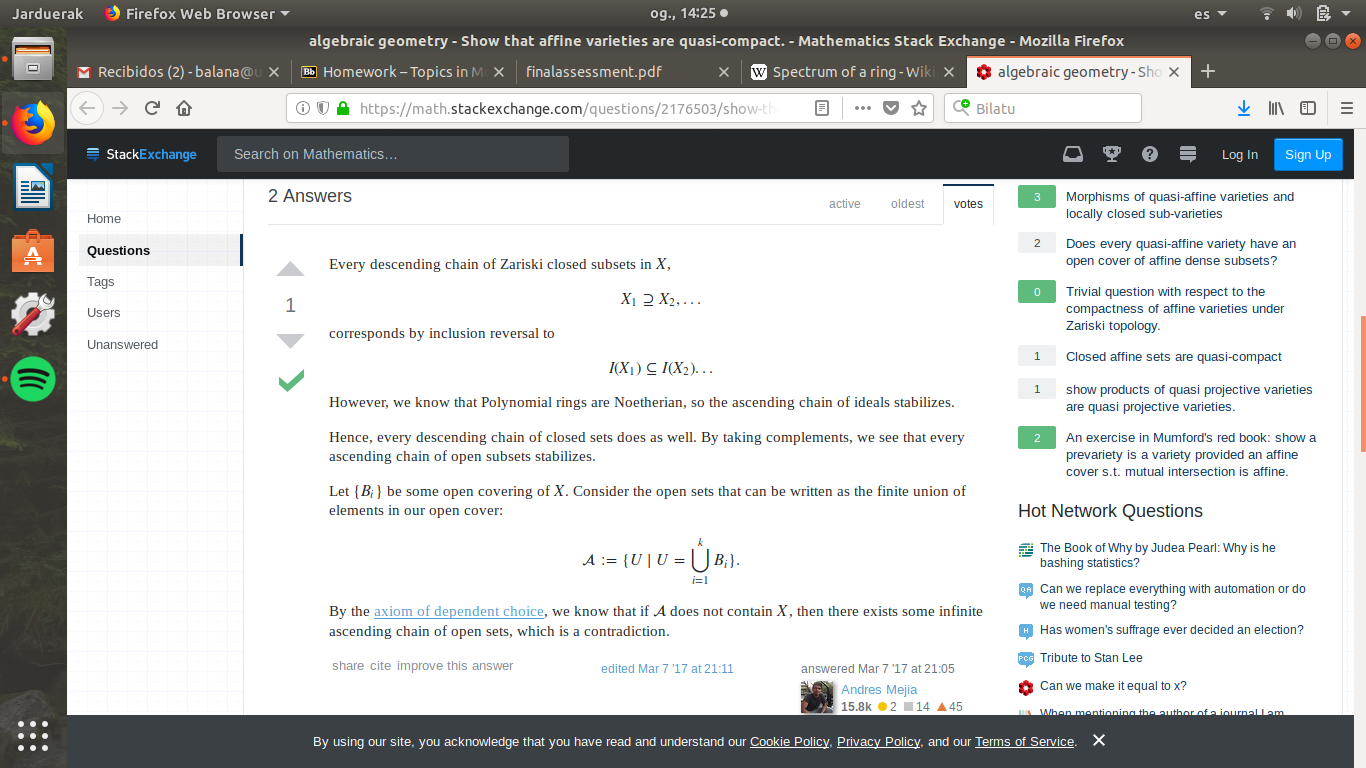 Jarduerak
Firefox Web Browser
og., 14:25
es
algebraic geometry - Show that affine varieties are quasi-compact. - Mathematics Stack Exchange - Mozilla Firefox
Recibidos (2) - balana@u
Bb Homework – Topics in M
finalassessment.pdf
W Spectrum of a ring - Wiki
algebraic geometry - Sho
https://math.stackexchange.com/questions/2176503/show-th
Bilatu
StackExchange
Search on Mathematics…
Log In
Sign Up
Home
Questions
Tags
Users
Unanswered
2 Answers
active
oldest
votes
1
Every descending chain of Zariski closed subsets in X,
X₁ ⊇ X₂, . . .
corresponds by inclusion reversal to
I(X₁) ⊆ I(X₂). . .
However, we know that Polynomial rings are Noetherian, so the ascending chain of ideals stabilizes.
Hence, every descending chain of closed sets does as well. By taking complements, we see that every
ascending chain of open subsets stabilizes.
Let {Bᵢ} be some open covering of X. Consider the open sets that can be written as the finite union of
elements in our open cover:
k
𝒜 := {U | U = ⋃ Bᵢ}.
i=1
By the axiom of dependent choice, we know that if 𝒜 does not contain X, then there exists some infinite
ascending chain of open sets, which is a contradiction.
share cite improve this answer
edited Mar 7 '17 at 21:11
answered Mar 7 '17 at 21:05
Andres Mejia
15.8k 2 14 45
3 Morphisms of quasi-affine varieties and
locally closed sub-varieties
2 Does every quasi-affine variety have an
open cover of affine dense subsets?
0 Trivial question with respect to the
compactness of affine varieties under
Zariski topology.
1 Closed affine sets are quasi-compact
1 show products of quasi projective varieties
are quasi projective varieties.
2 An exercise in Mumford's red book: show a
prevariety is a variety provided an affine
cover s.t. mutual intersection is affine.
Hot Network Questions
The Book of Why by Judea Pearl: Why is he
bashing statistics?
QA Can we replace everything with automation or do
we need manual testing?
H Has women's suffrage ever decided an election?
PCG Tribute to Stan Lee
Can we make it equal to x?
When mentioning the author of a journal I am
By using our site, you acknowledge that you have read and understand our Cookie Policy, Privacy Policy, and our Terms of Service.